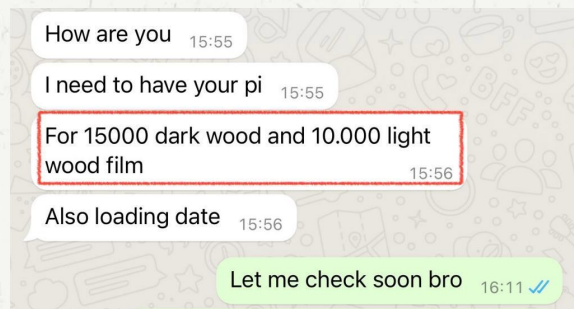 How are you 15:55
I need to have your pi 15:55
For 15000 dark wood and 10.000 light
wood film 15:56
Also loading date 15:56
Let me check soon bro 16:11